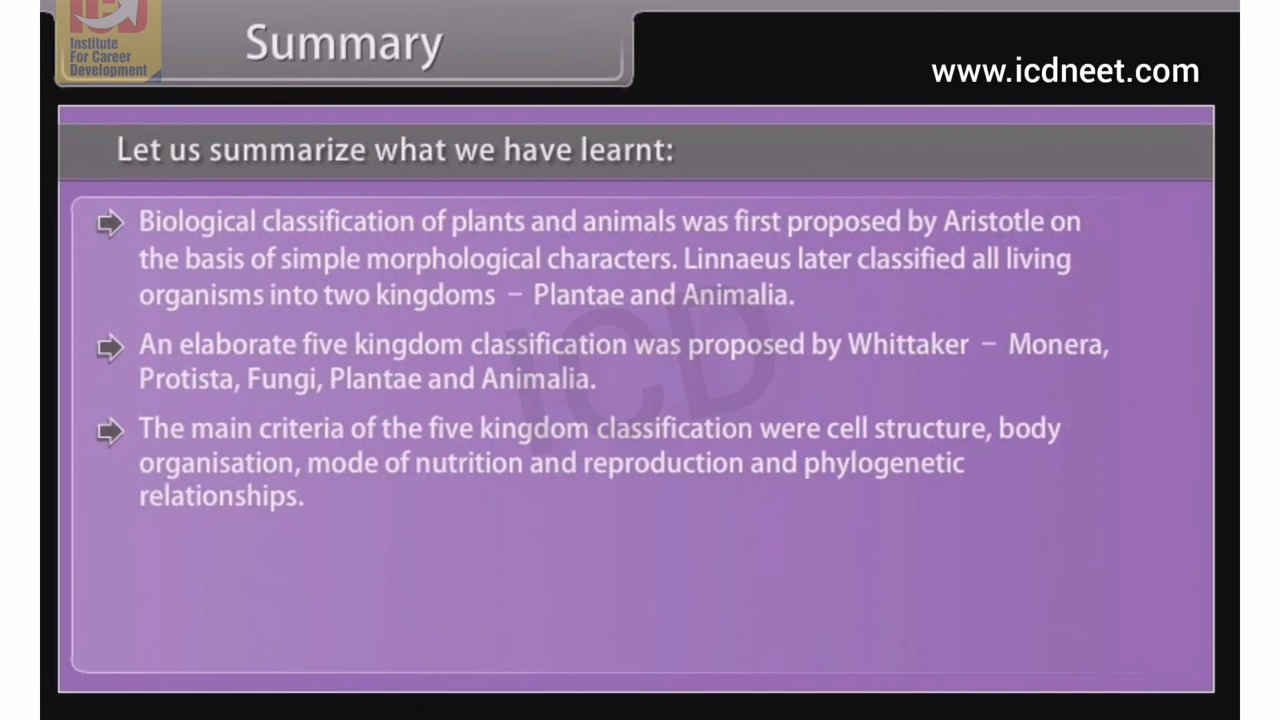 Summary
Institute
For Career
Development
www.icdneet.com
Let us summarize what we have learnt:
Biological classification of plants and animals was first proposed by Aristotle on
the basis of simple morphological characters. Linnaeus later classified all living
organisms into two kingdoms – Plantae and Animalia.
An elaborate five kingdom classification was proposed by Whittaker – Monera,
Protista, Fungi, Plantae and Animalia.
The main criteria of the five kingdom classification were cell structure, body
organisation, mode of nutrition and reproduction and phylogenetic
relationships.
ICD